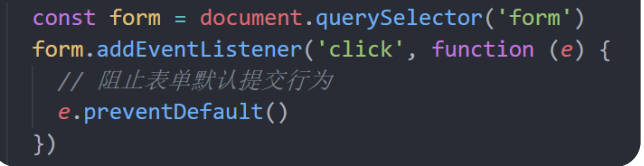 const form = document.querySelector('form')
form.addEventListener('click', function (e) {
// 阻止表单默认提交行为
e.preventDefault()
})